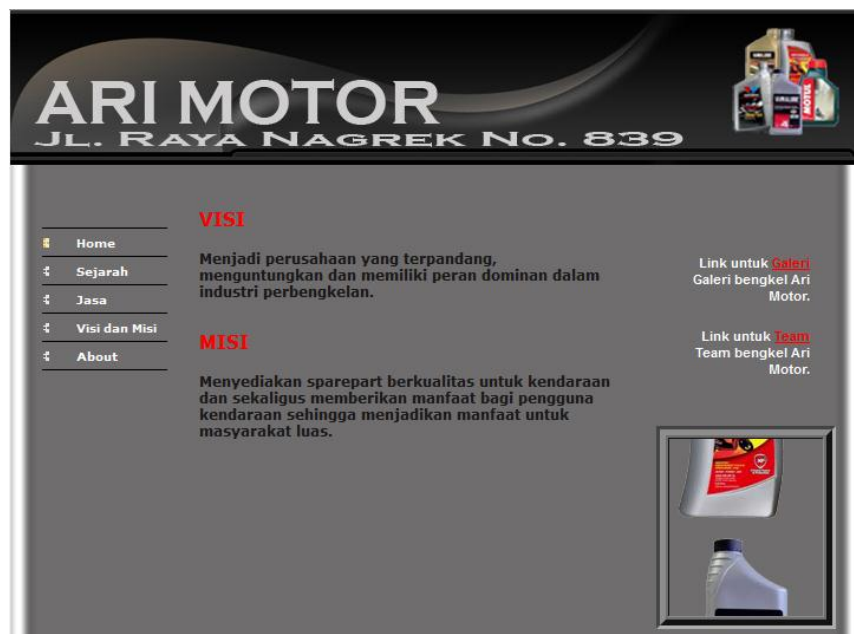 ARI MOTOR
JL. RAYA NAGREK NO. 839
Home
Sejarah
Jasa
Visi dan Misi
About
VISI
Menjadi perusahaan yang terpandang,
menguntungkan dan memiliki peran dominan dalam
industri perbengkelan.
MISI
Menyediakan sparepart berkualitas untuk kendaraan
dan sekaligus memberikan manfaat bagi pengguna
kendaraan sehingga menjadikan manfaat untuk
masyarakat luas.
Link untuk Galeri
Galeri bengkel Ari
Motor.
Link untuk Team
Team bengkel Ari
Motor.
MOTUL